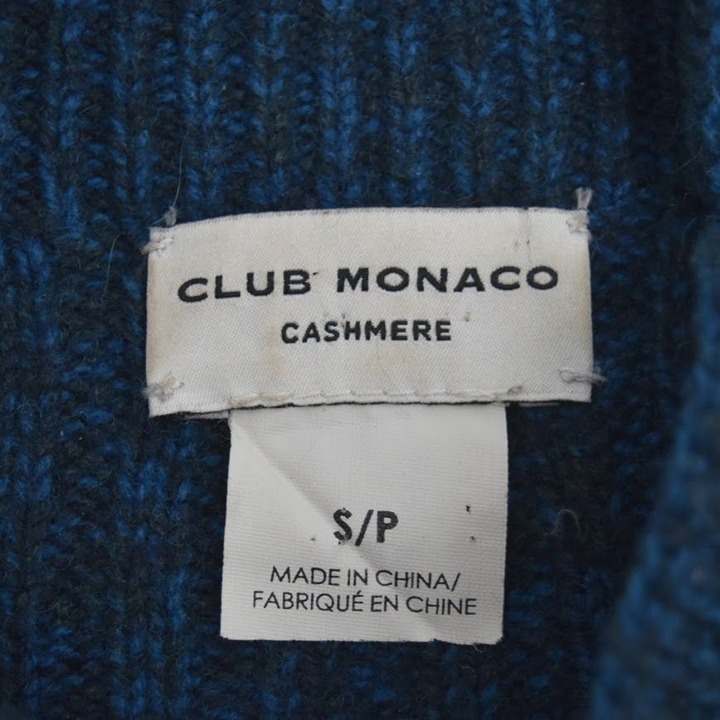 CLUB MONACO
CASHMERE
S/P
MADE IN CHINA/
FABRIQUÉ EN CHINE